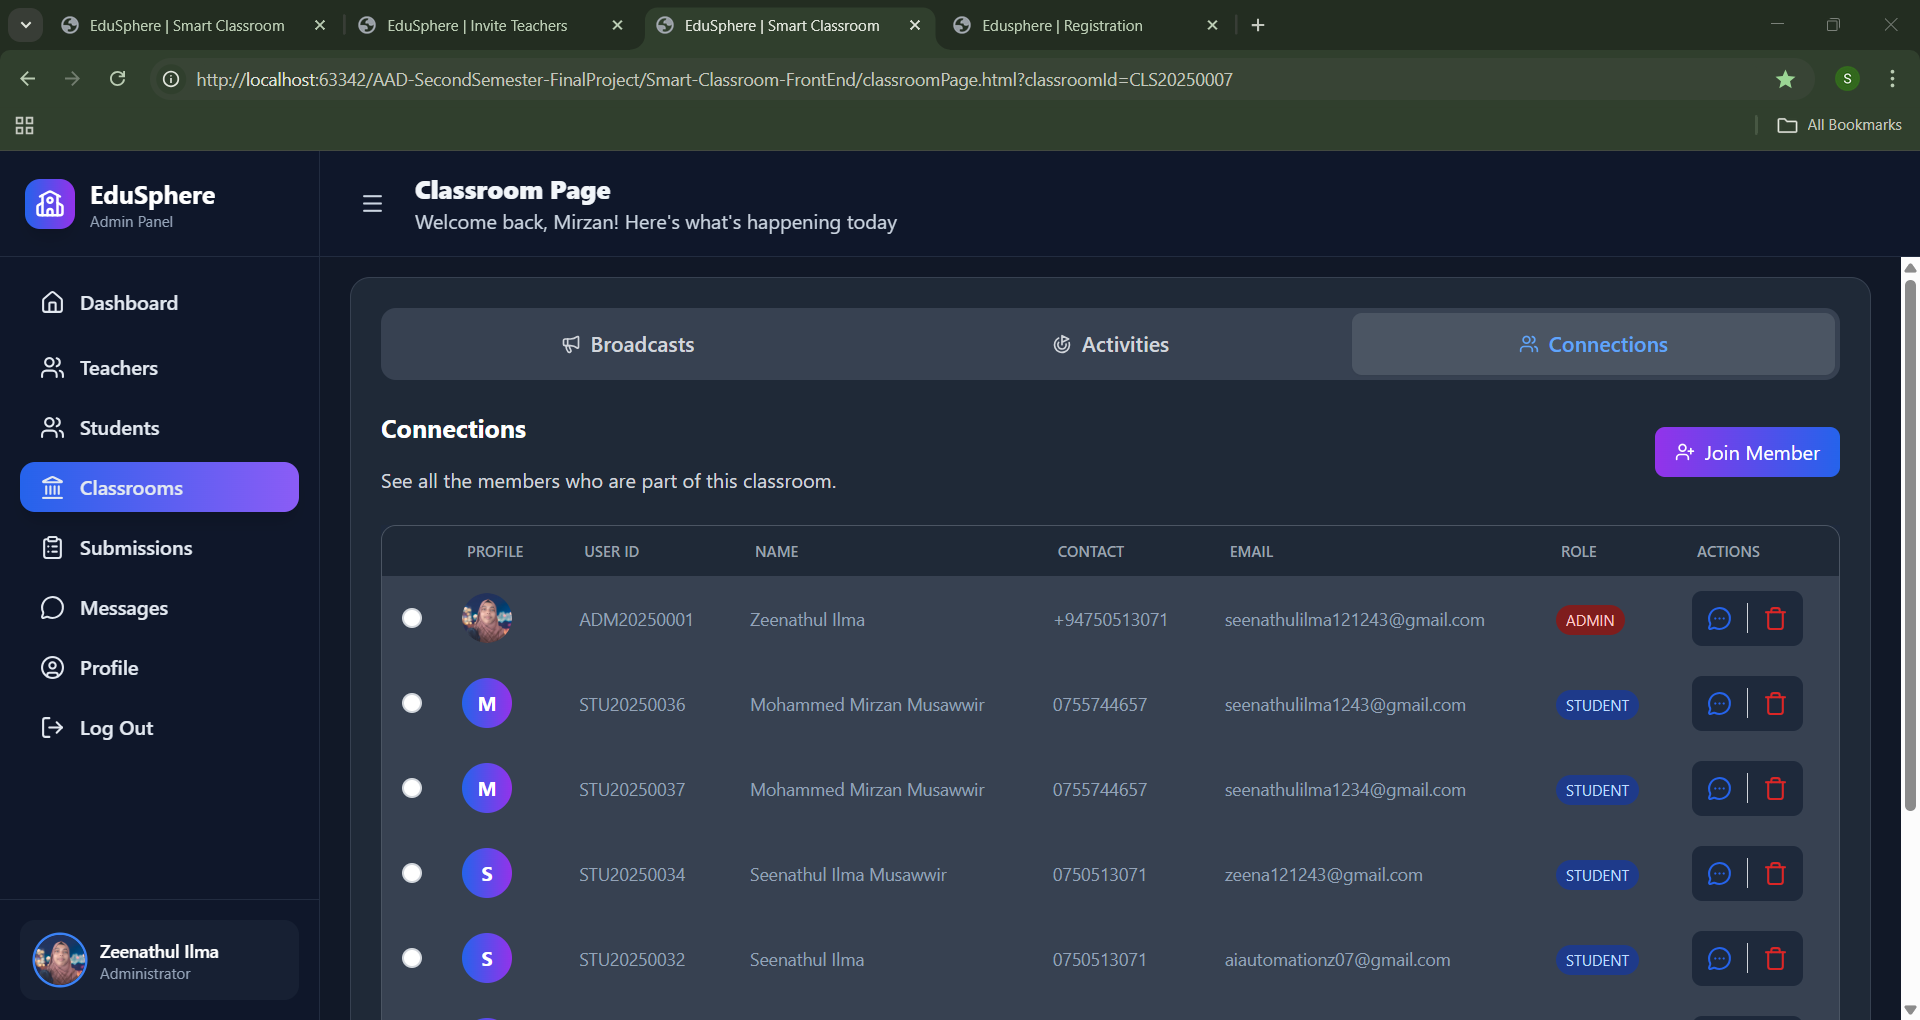 EduSphere | Smart Classroom
EduSphere | Invite Teachers
EduSphere | Smart Classroom
Edusphere | Registration
http://localhost:63342/AAD-SecondSemester-FinalProject/Smart-Classroom-FrontEnd/classroomPage.html?classroomId=CLS20250007
S
All Bookmarks
EduSphere
Admin Panel
Classroom Page
Welcome back, Mirzan! Here's what's happening today
Dashboard
Teachers
Students
Classrooms
Submissions
Messages
Profile
Log Out
Zeenathul Ilma
Administrator
Broadcasts
Activities
Connections
Connections
See all the members who are part of this classroom.
Join Member
PROFILE USER ID NAME CONTACT EMAIL ROLE ACTIONS
ADM20250001 Zeenathul Ilma +94750513071 seenathulilma121243@gmail.com ADMIN
M STU20250036 Mohammed Mirzan Musawwir 0755744657 seenathulilma1243@gmail.com STUDENT
M STU20250037 Mohammed Mirzan Musawwir 0755744657 seenathulilma1234@gmail.com STUDENT
S STU20250034 Seenathul Ilma Musawwir 0750513071 zeena121243@gmail.com STUDENT
S STU20250032 Seenathul Ilma 0750513071 aiautomationz07@gmail.com STUDENT